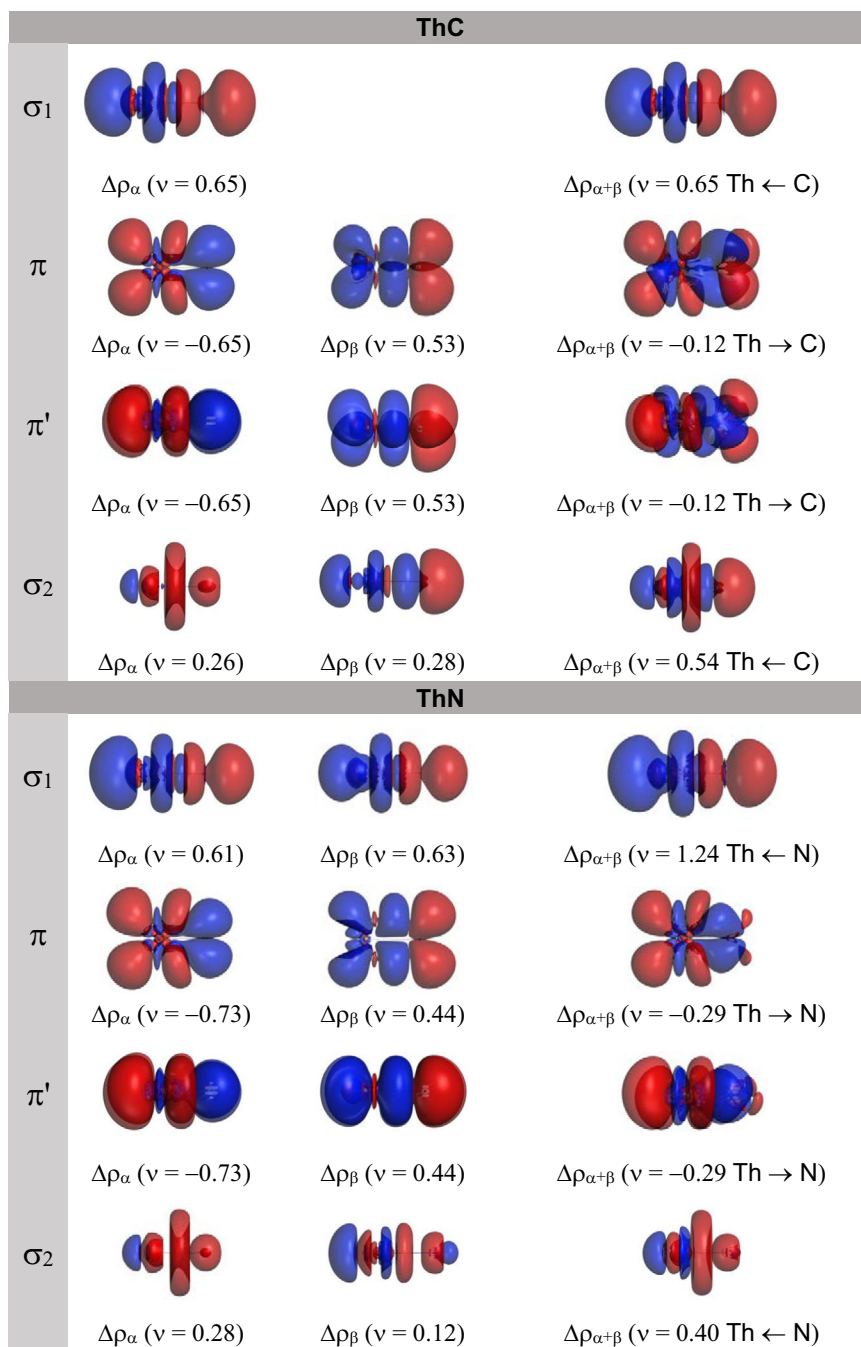 ThC
σ1
Δρα (ν = 0.65) Δρα+β (ν = 0.65 Th ← C)
π
Δρα (ν = –0.65) Δρβ (ν = 0.53) Δρα+β (ν = –0.12 Th → C)
π'
Δρα (ν = –0.65) Δρβ (ν = 0.53) Δρα+β (ν = –0.12 Th → C)
σ2
Δρα (ν = 0.26) Δρβ (ν = 0.28) Δρα+β (ν = 0.54 Th ← C)
ThN
σ1
Δρα (ν = 0.61) Δρβ (ν = 0.63) Δρα+β (ν = 1.24 Th ← N)
π
Δρα (ν = –0.73) Δρβ (ν = 0.44) Δρα+β (ν = –0.29 Th → N)
π'
Δρα (ν = –0.73) Δρβ (ν = 0.44) Δρα+β (ν = –0.29 Th → N)
σ2
Δρα (ν = 0.28) Δρβ (ν = 0.12) Δρα+β (ν = 0.40 Th ← N)